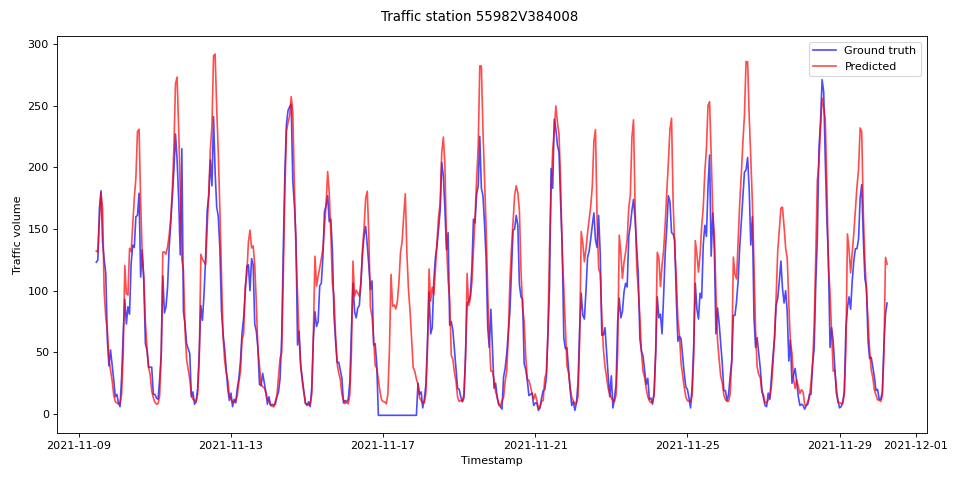 Traffic station 55982V384008
300
250
200
150
100
50
0
Traffic volume
Ground truth
Predicted
2021-11-09
2021-11-13
2021-11-17
2021-11-21
2021-11-25
2021-11-29
2021-12-01
Timestamp